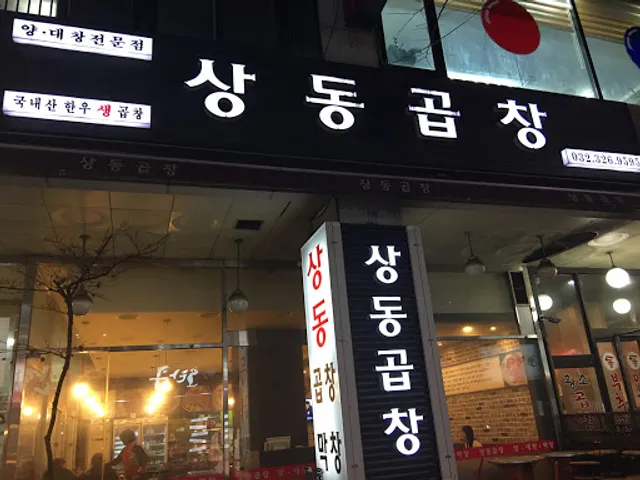 양·대창전문점
국내산 한우 생 곱창
상동곱창
032.326.9595
상동곱창
상동곱창
상동곱창
막창
상동곱창